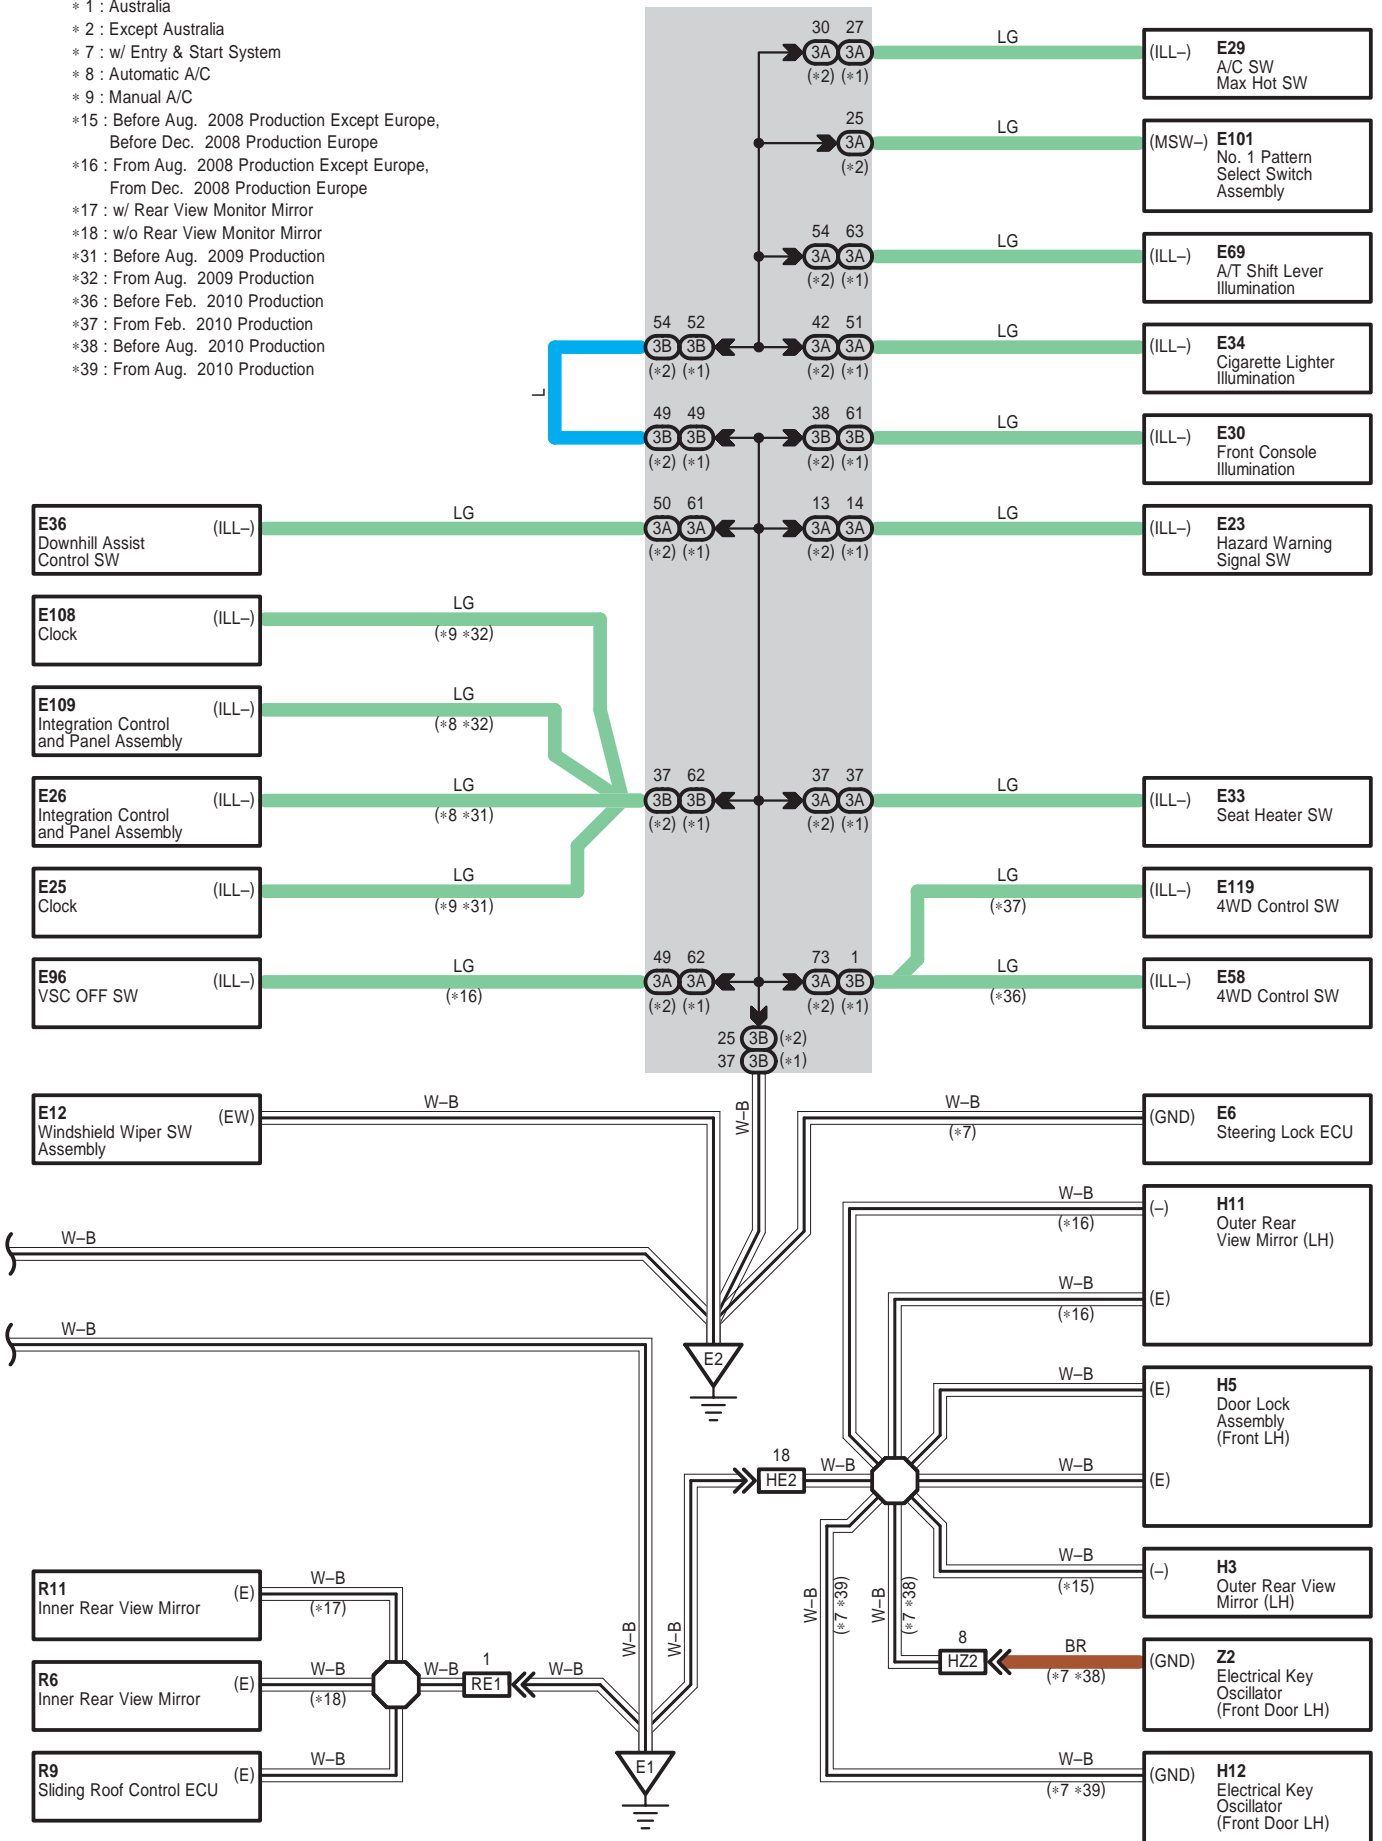 * 1 : Australia
* 2 : Except Australia
* 7 : w/ Entry & Start System
* 8 : Automatic A/C
* 9 : Manual A/C
*15 : Before Aug. 2008 Production Except Europe,
Before Dec. 2008 Production Europe
*16 : From Aug. 2008 Production Except Europe,
From Dec. 2008 Production Europe
*17 : w/ Rear View Monitor Mirror
*18 : w/o Rear View Monitor Mirror
*31 : Before Aug. 2009 Production
*32 : From Aug. 2009 Production
*36 : Before Feb. 2010 Production
*37 : From Feb. 2010 Production
*38 : Before Aug. 2010 Production
*39 : From Aug. 2010 Production
30 27
3A 3A
(*2) (*1)
LG
(ILL–) E29
A/C SW
Max Hot SW
25
3A
(*2)
LG
(MSW–) E101
No. 1 Pattern
Select Switch
Assembly
54 63
3A 3A
(*2) (*1)
LG
(ILL–) E69
A/T Shift Lever
Illumination
L
54 52
3B 3B
(*2) (*1)
42 51
3A 3A
(*2) (*1)
LG
(ILL–) E34
Cigarette Lighter
Illumination
49 49
3B 3B
(*2) (*1)
38 61
3B 3B
(*2) (*1)
LG
(ILL–) E30
Front Console
Illumination
E36 (ILL–)
Downhill Assist
Control SW
LG
50 61
3A 3A
(*2) (*1)
13 14
3A 3A
(*2) (*1)
LG
(ILL–) E23
Hazard Warning
Signal SW
E108 (ILL–)
Clock
LG
(*9 *32)
E109 (ILL–)
Integration Control
and Panel Assembly
LG
(*8 *32)
E26 (ILL–)
Integration Control
and Panel Assembly
LG
(*8 *31)
37 62
3B 3B
(*2) (*1)
37 37
3A 3A
(*2) (*1)
LG
(ILL–) E33
Seat Heater SW
E25 (ILL–)
Clock
LG
(*9 *31)
LG
(*37)
(ILL–) E119
4WD Control SW
E96 (ILL–)
VSC OFF SW
LG
(*16)
49 62
3A 3A
(*2) (*1)
73 1
3A 3B
(*2) (*1)
LG
(*36)
(ILL–) E58
4WD Control SW
25 3B (*2)
37 3B (*1)
W–B
E12 (EW)
Windshield Wiper SW
Assembly
W–B
W–B
(*7)
(GND) E6
Steering Lock ECU
W–B
(*16)
(–) H11
Outer Rear
View Mirror (LH)
W–B
(*16)
(E)
W–B
W–B
E2
W–B
(E) H5
Door Lock
Assembly
(Front LH)
18
HE2
W–B
W–B
(E)
W–B
(*15)
(–) H3
Outer Rear View
Mirror (LH)
W–B
(*7 *39)
W–B
(*7 *38)
8
HZ2
BR
(*7 *38)
(GND) Z2
Electrical Key
Oscillator
(Front Door LH)
W–B
(*7 *39)
(GND) H12
Electrical Key
Oscillator
(Front Door LH)
R11 (E)
Inner Rear View Mirror
W–B
(*17)
R6 (E)
Inner Rear View Mirror
W–B
(*18)
W–B
1
RE1
W–B
W–B
W–B
R9 (E)
Sliding Roof Control ECU
W–B
E1